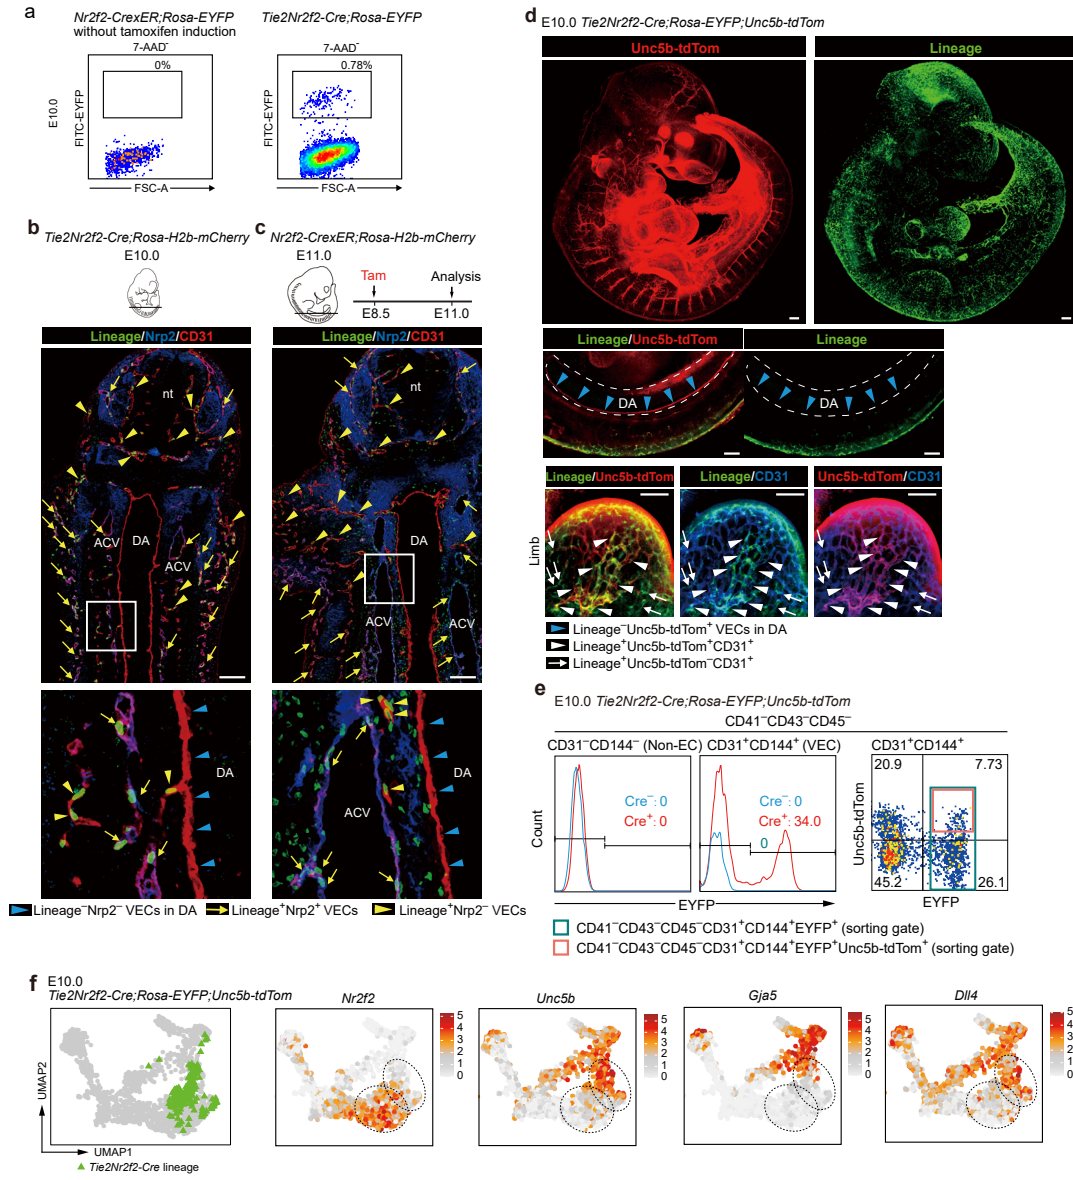 a
Nr2f2-CrexER;Rosa-EYFP
without tamoxifen induction
7-AAD⁻
0%
E10.0
FITC-EYFP
FSC-A
Tie2Nr2f2-Cre;Rosa-EYFP
7-AAD⁻
0.78%
FITC-EYFP
FSC-A
b
Tie2Nr2f2-Cre;Rosa-H2b-mCherry
E10.0
Lineage/Nrp2/CD31
nt
ACV
DA
ACV
DA
c
Nr2f2-CrexER;Rosa-H2b-mCherry
E11.0
Tam
Analysis
E8.5
E11.0
Lineage/Nrp2/CD31
nt
DA
ACV
ACV
DA
ACV
Lineage⁻Nrp2⁻ VECs in DA
Lineage⁺Nrp2⁺ VECs
Lineage⁺Nrp2⁻ VECs
d
E10.0 Tie2Nr2f2-Cre;Rosa-EYFP;Unc5b-tdTom
Unc5b-tdTom
Lineage
Lineage/Unc5b-tdTom
Lineage
DA
DA
Lineage/Unc5b-tdTom
Lineage/CD31
Unc5b-tdTom/CD31
Limb
Lineage⁻Unc5b-tdTom⁺ VECs in DA
Lineage⁺Unc5b-tdTom⁺CD31⁺
Lineage⁺Unc5b-tdTom⁻CD31⁺
e
E10.0 Tie2Nr2f2-Cre;Rosa-EYFP;Unc5b-tdTom
CD41⁻CD43⁻CD45⁻
CD31⁻CD144⁻ (Non-EC)
CD31⁺CD144⁺ (VEC)
CD31⁺CD144⁺
Cre⁻: 0
Cre⁺: 0
Cre⁻: 0
Cre⁺: 34.0
0
Count
EYFP
20.9
7.73
45.2
26.1
Unc5b-tdTom
EYFP
CD41⁻CD43⁻CD45⁻CD31⁺CD144⁺EYFP⁺ (sorting gate)
CD41⁻CD43⁻CD45⁻CD31⁺CD144⁺EYFP⁺Unc5b-tdTom⁺ (sorting gate)
f
E10.0
Tie2Nr2f2-Cre;Rosa-EYFP;Unc5b-tdTom
UMAP2
UMAP1
Tie2Nr2f2-Cre lineage
Nr2f2
5
4
3
2
1
0
Unc5b
5
4
3
2
1
0
Gja5
5
4
3
2
1
0
Dll4
5
4
3
2
1
0